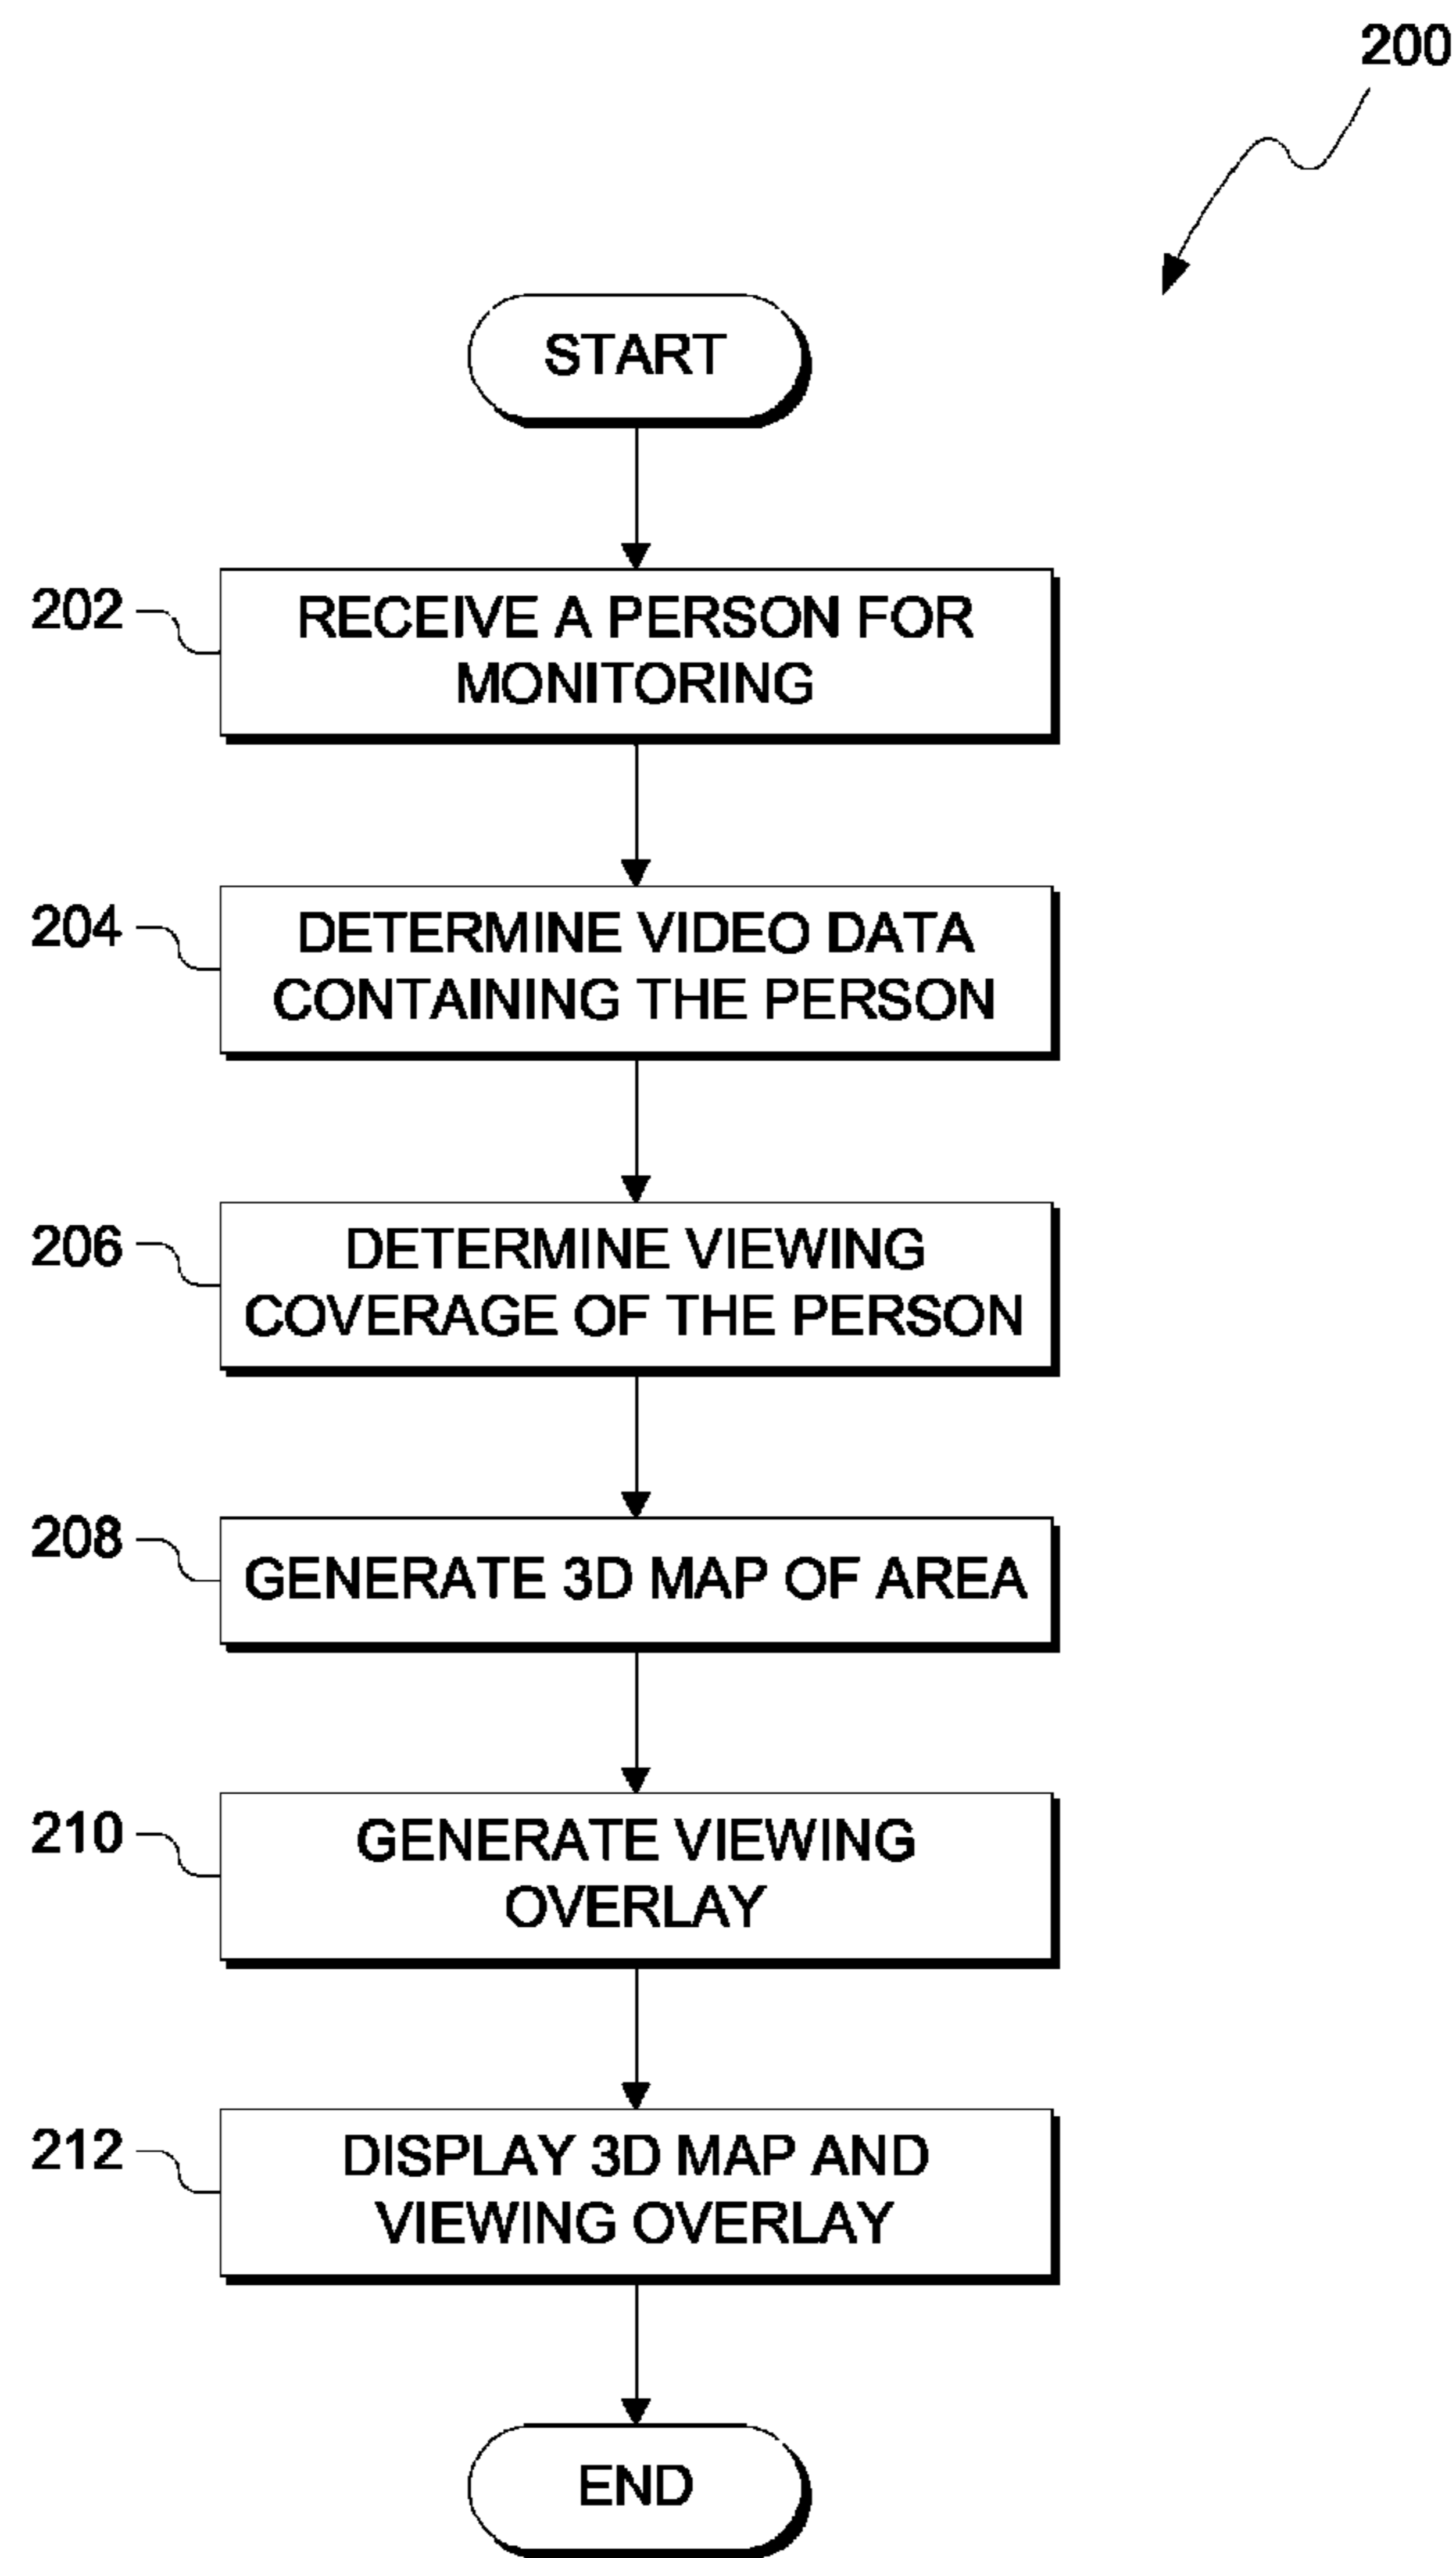 200
START
202
RECEIVE A PERSON FOR
MONITORING
204
DETERMINE VIDEO DATA
CONTAINING THE PERSON
206
DETERMINE VIEWING
COVERAGE OF THE PERSON
208
GENERATE 3D MAP OF AREA
210
GENERATE VIEWING
OVERLAY
212
DISPLAY 3D MAP AND
VIEWING OVERLAY
END